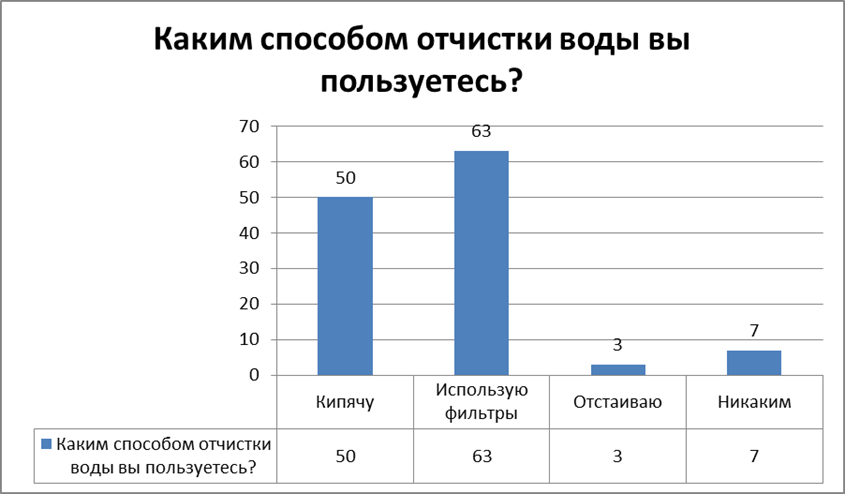 Каким способом отчистки воды вы
пользуетесь?
70
60
50
40
30
20
10
0
50
63
3
7
Кипячу
Использую
фильтры
Отстаиваю
Никаким
Каким способом отчистки
воды вы пользуетесь?
50
63
3
7